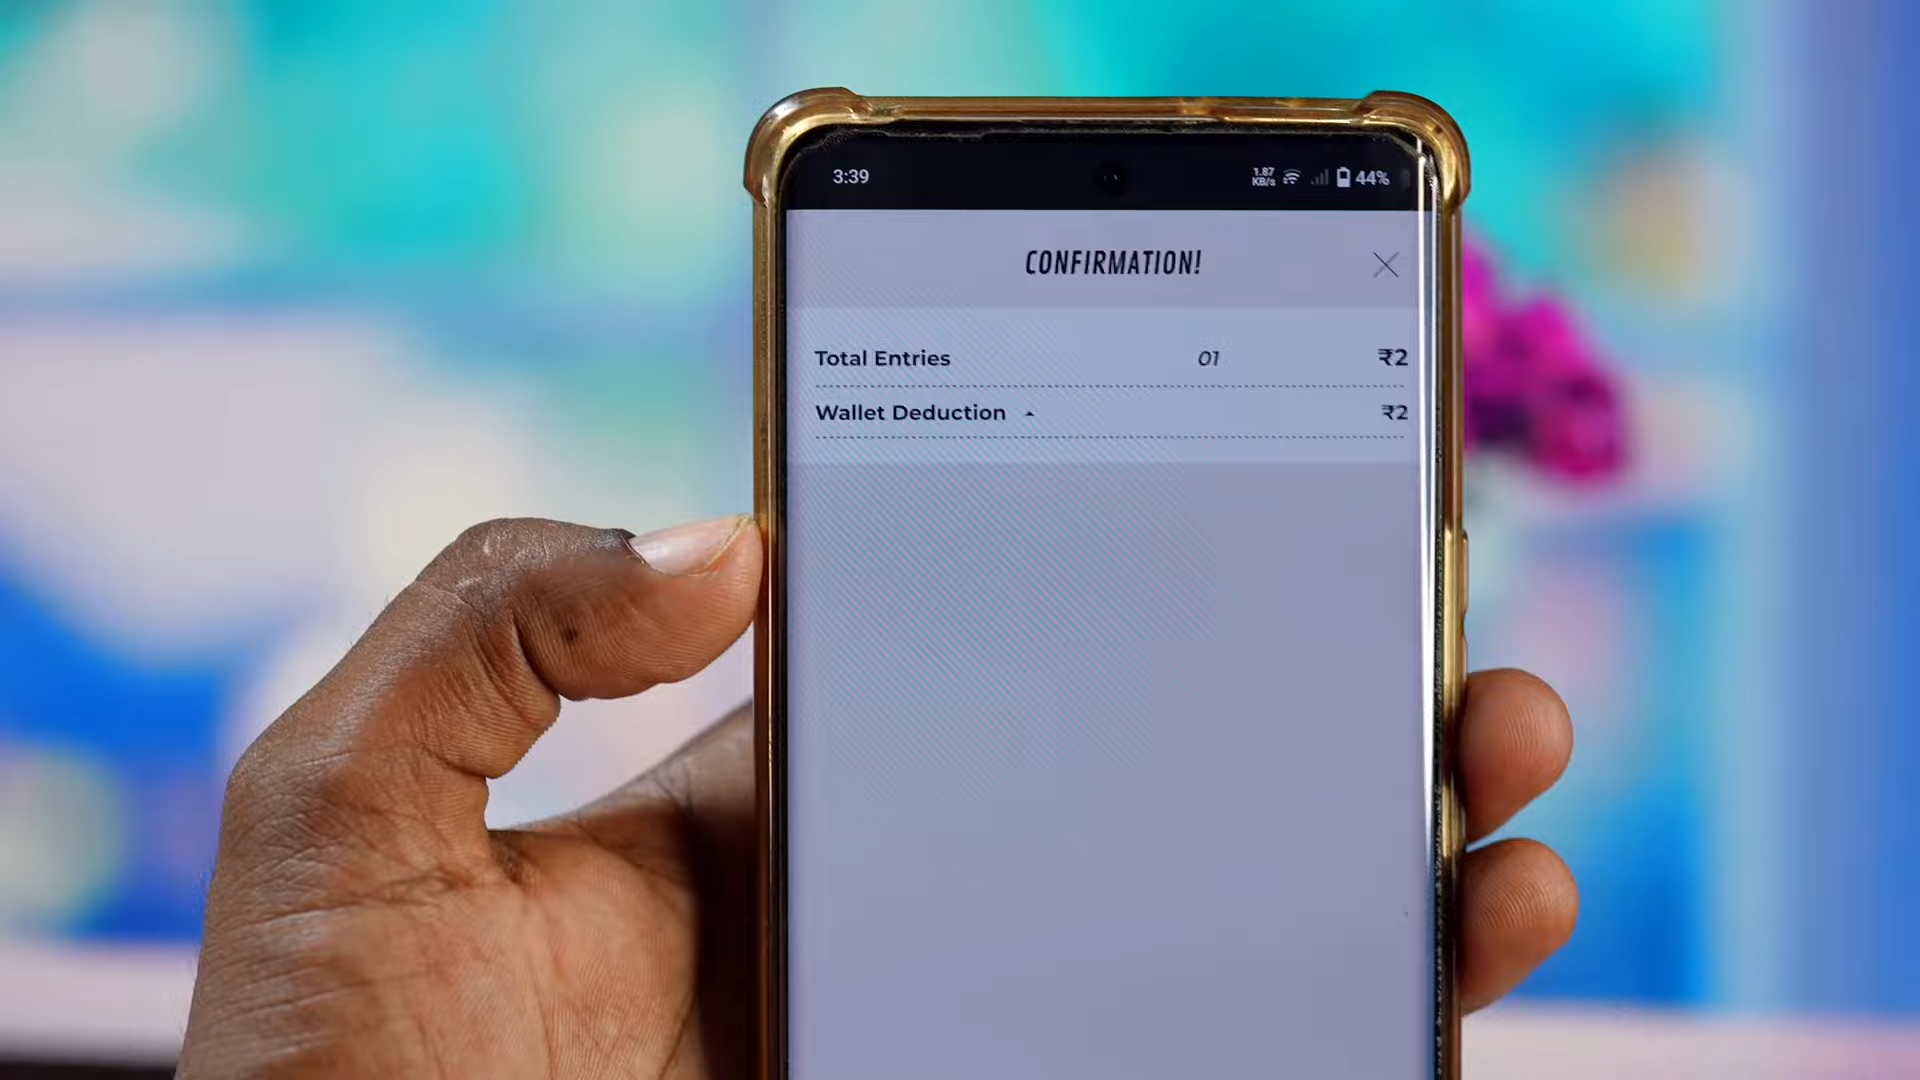 3:39 1.87 KB/s 44%
CONFIRMATION!
Total Entries 01 ₹2
Wallet Deduction ₹2